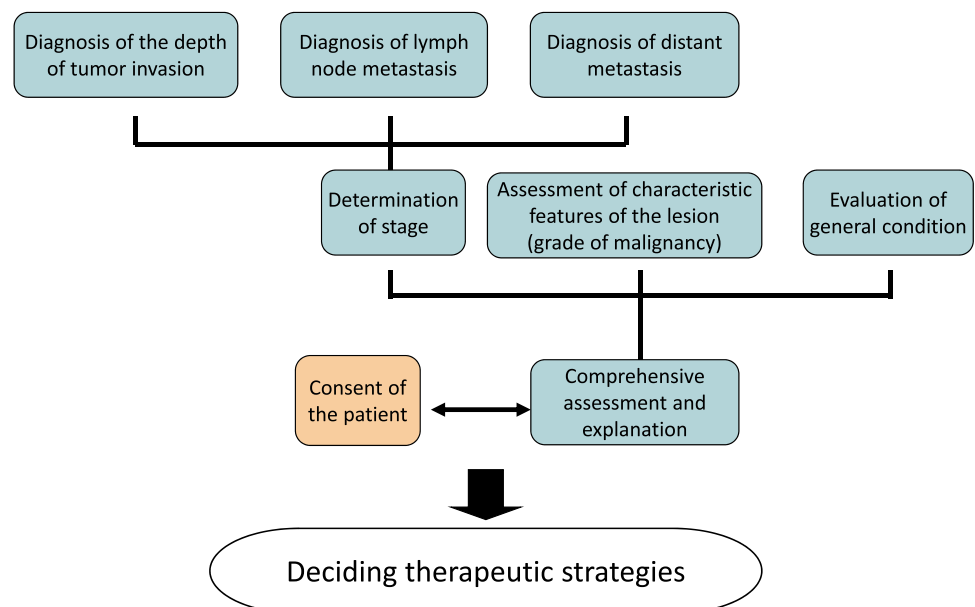 Diagnosis of the depth
of tumor invasion
Diagnosis of lymph
node metastasis
Diagnosis of distant
metastasis
Determination
of stage
Assessment of characteristic
features of the lesion
(grade of malignancy)
Evaluation of
general condition
Consent of
the patient
Comprehensive
assessment and
explanation
Deciding therapeutic strategies